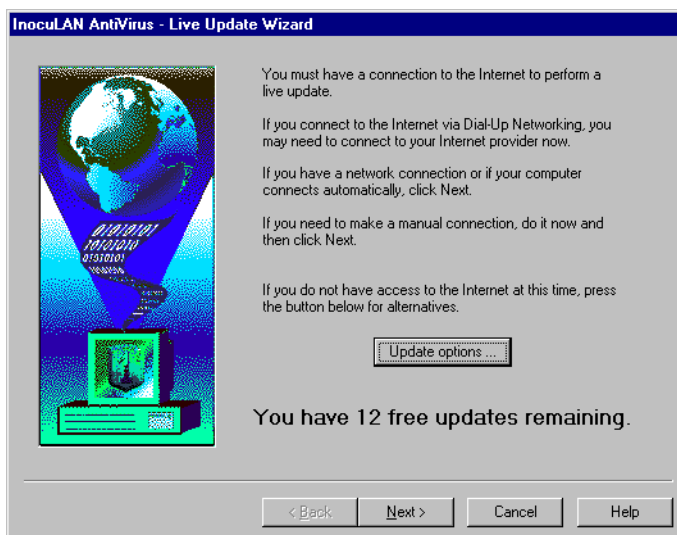 InocuLAN AntiVirus - Live Update Wizard
You must have a connection to the Internet to perform a
live update.
If you connect to the Internet via Dial-Up Networking, you
may need to connect to your Internet provider now.
If you have a network connection or if your computer
connects automatically, click Next.
If you need to make a manual connection, do it now and
then click Next.
If you do not have access to the Internet at this time, press
the button below for alternatives.
Update options ...
You have 12 free updates remaining.
01010101
10101010
01010101
< Back
Next >
Cancel
Help